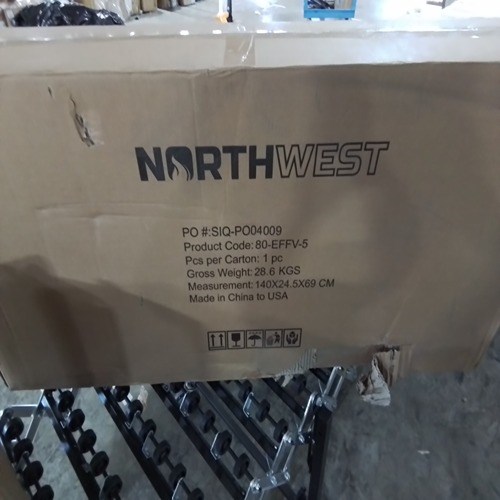 NORTHWEST
PO #:SIQ-PO04009
Product Code: 80-EFFV-5
Pcs per Carton: 1 pc
Gross Weight: 28.6 KGS
Measurement: 140X24.5X69 CM
Made in China to USA